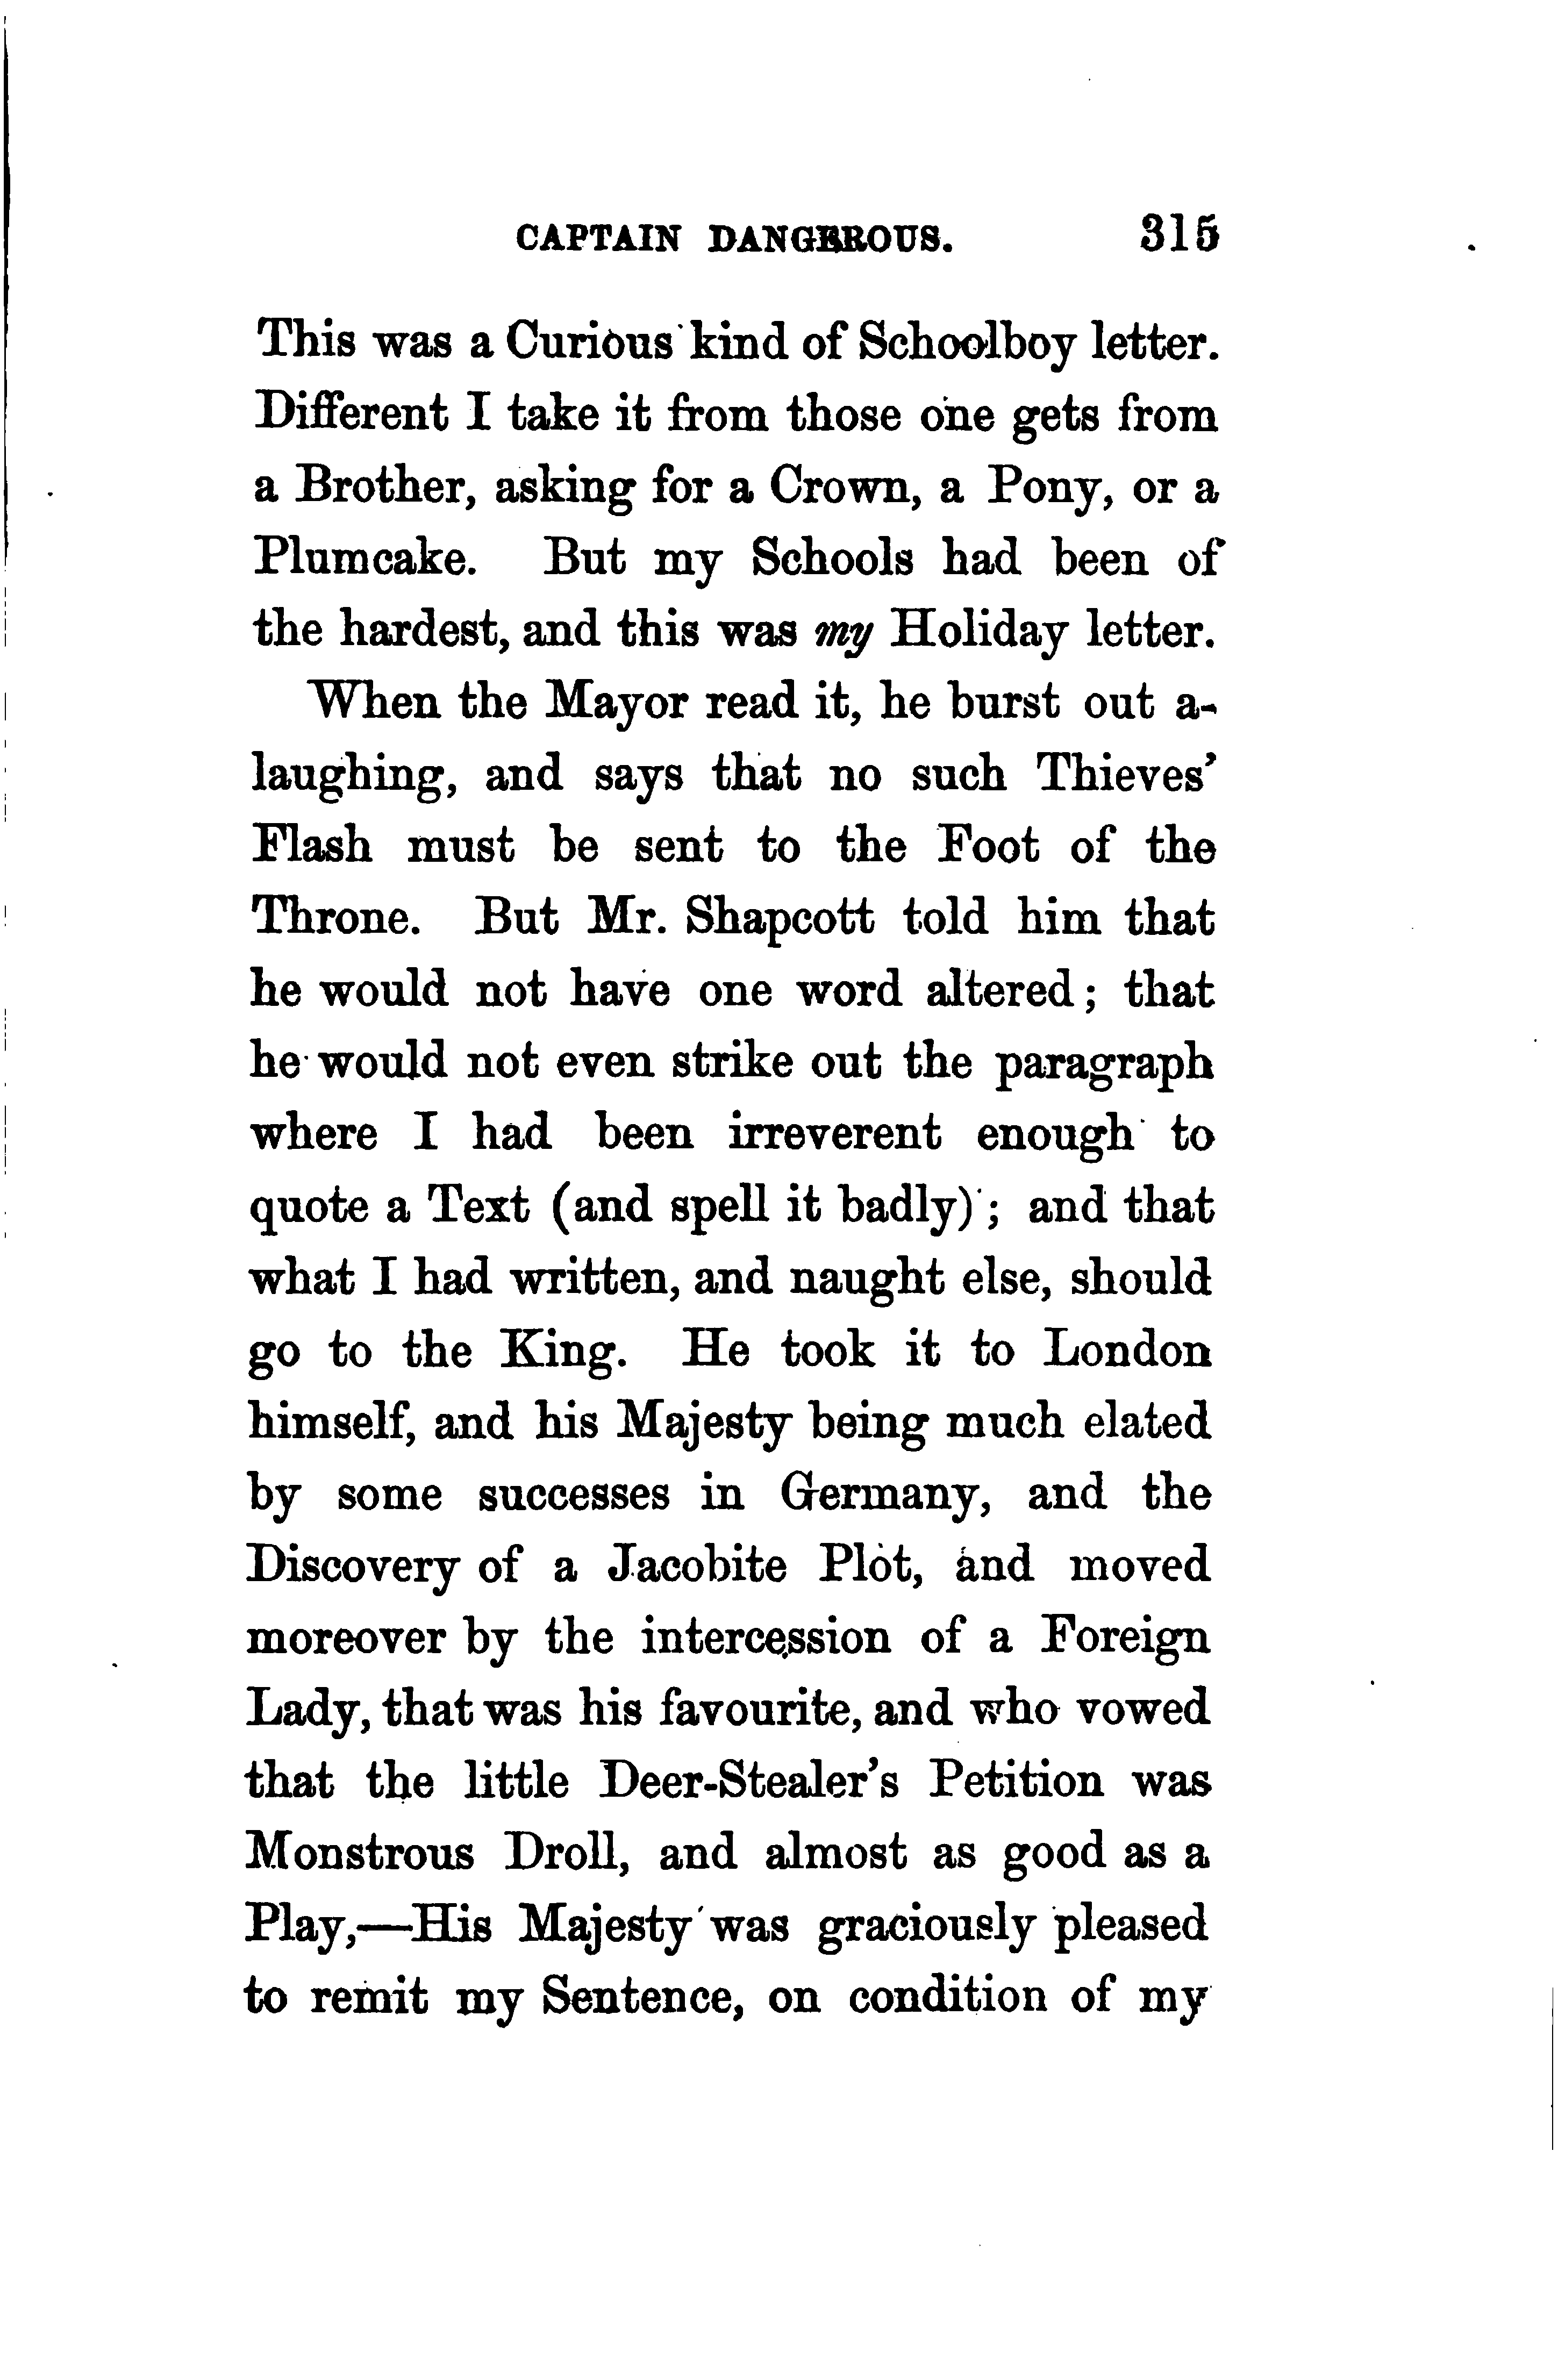 CAPTAIN DANGEROUS. 315
This was a Curious kind of Schoolboy letter.
Different I take it from those one gets from
a Brother, asking for a Crown, a Pony, or a
Plumcake. But my Schools had been of
the hardest, and this was my Holiday letter.
When the Mayor read it, he burst out a-
laughing, and says that no such Thieves'
Flash must be sent to the Foot of the
Throne. But Mr. Shapcott told him that
he would not have one word altered; that
he would not even strike out the paragraph
where I had been irreverent enough to
quote a Text (and spell it badly); and that
what I had written, and naught else, should
go to the King. He took it to London
himself, and his Majesty being much elated
by some successes in Germany, and the
Discovery of a Jacobite Plot, and moved
moreover by the intercession of a Foreign
Lady, that was his favourite, and who vowed
that the little Deer-Stealer's Petition was
Monstrous Droll, and almost as good as a
Play,—His Majesty was graciously pleased
to remit my Sentence, on condition of my